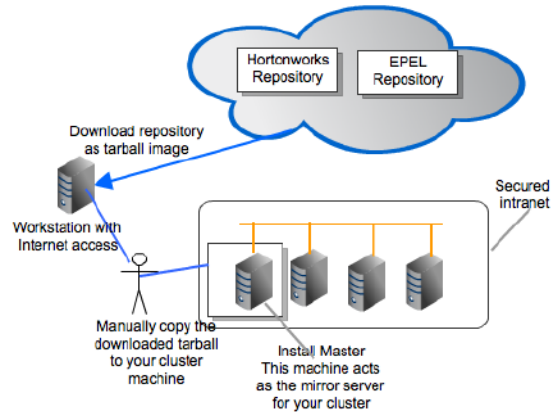 Hortonworks
Repository
EPEL
Repository
Download repository
as tarball image
Secured
intranet
Workstation with
Internet access
Manually copy the
downloaded tarball
to your cluster
machine
Install Master
This machine acts
as the mirror server
for your cluster